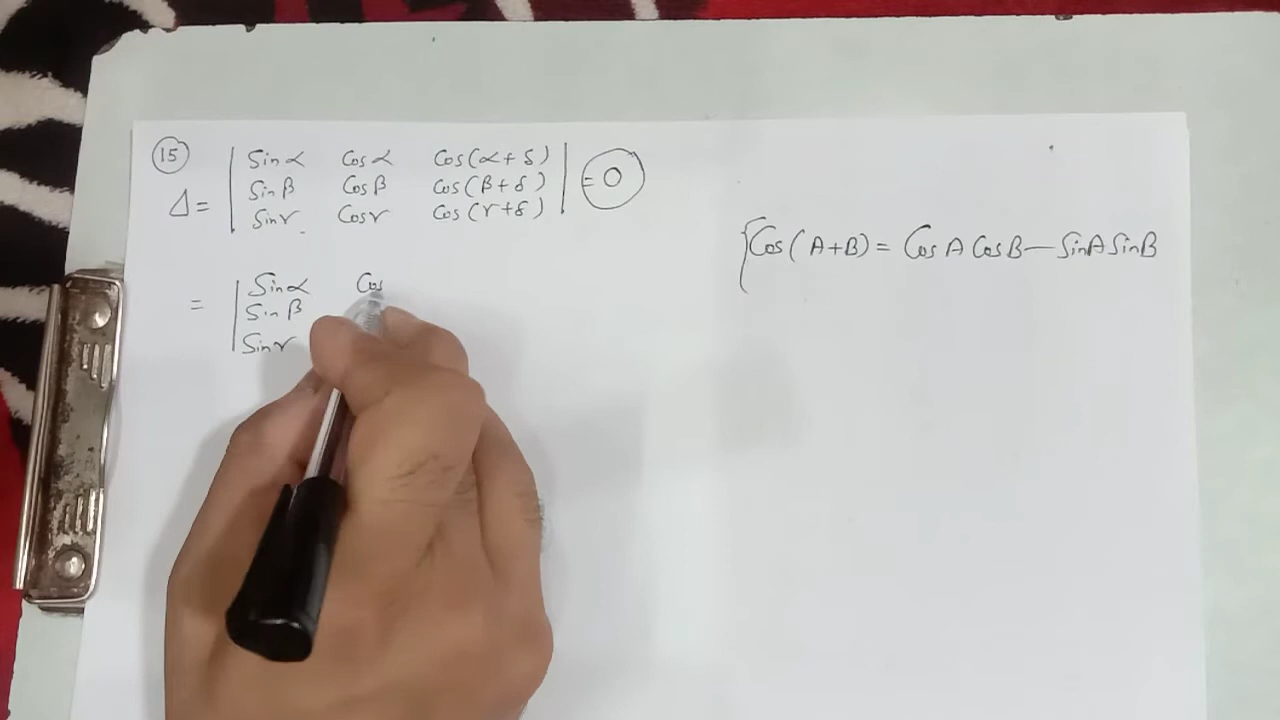 15
Δ = | Sin α Cos α Cos(α + δ) | = 0
| Sin β Cos β Cos(β + δ) |
| Sin r Cos r Cos(r + δ) |
{Cos(A+B) = Cos A Cos B — Sin A Sin B
= | Sin α Cos
| Sin β
| Sin r